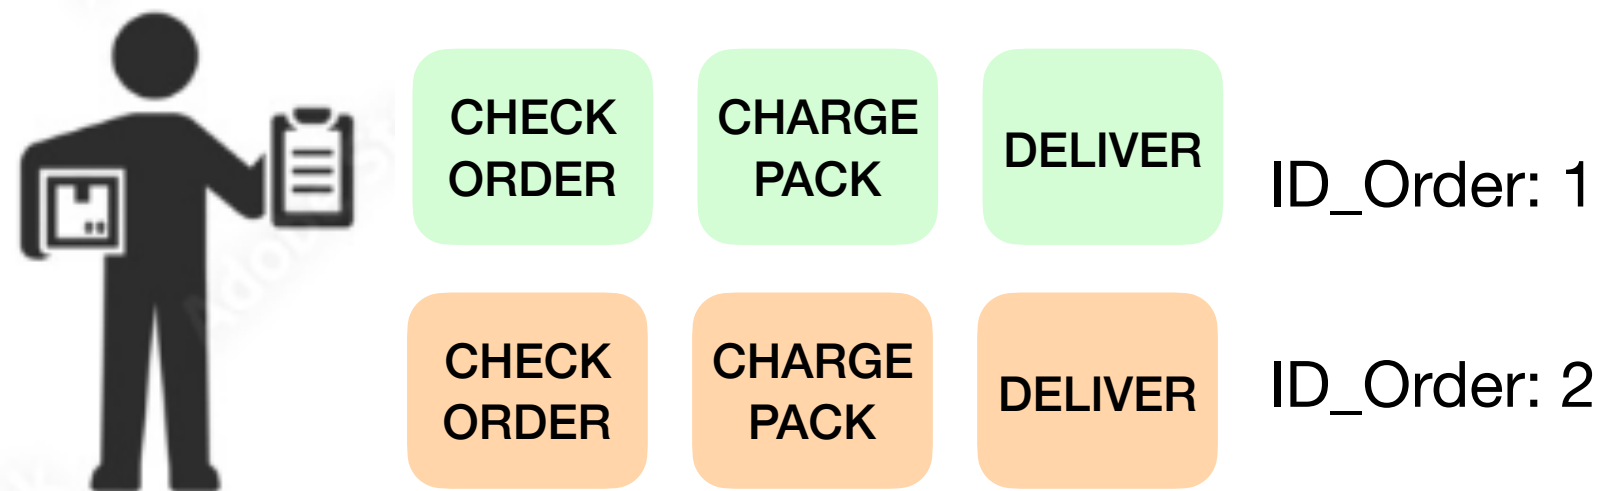 CHECK
ORDER
CHARGE
PACK
DELIVER
ID_Order: 1
CHECK
ORDER
CHARGE
PACK
DELIVER
ID_Order: 2